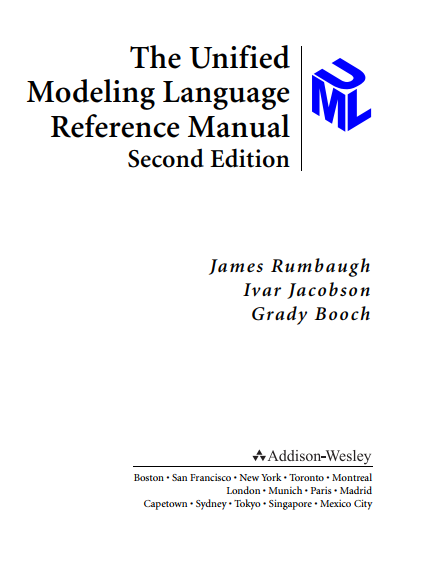 The Unified
Modeling Language
Reference Manual
Second Edition
UML
James Rumbaugh
Ivar Jacobson
Grady Booch
Addison-Wesley
Boston • San Francisco • New York • Toronto • Montreal
London • Munich • Paris • Madrid
Capetown • Sydney • Tokyo • Singapore • Mexico City